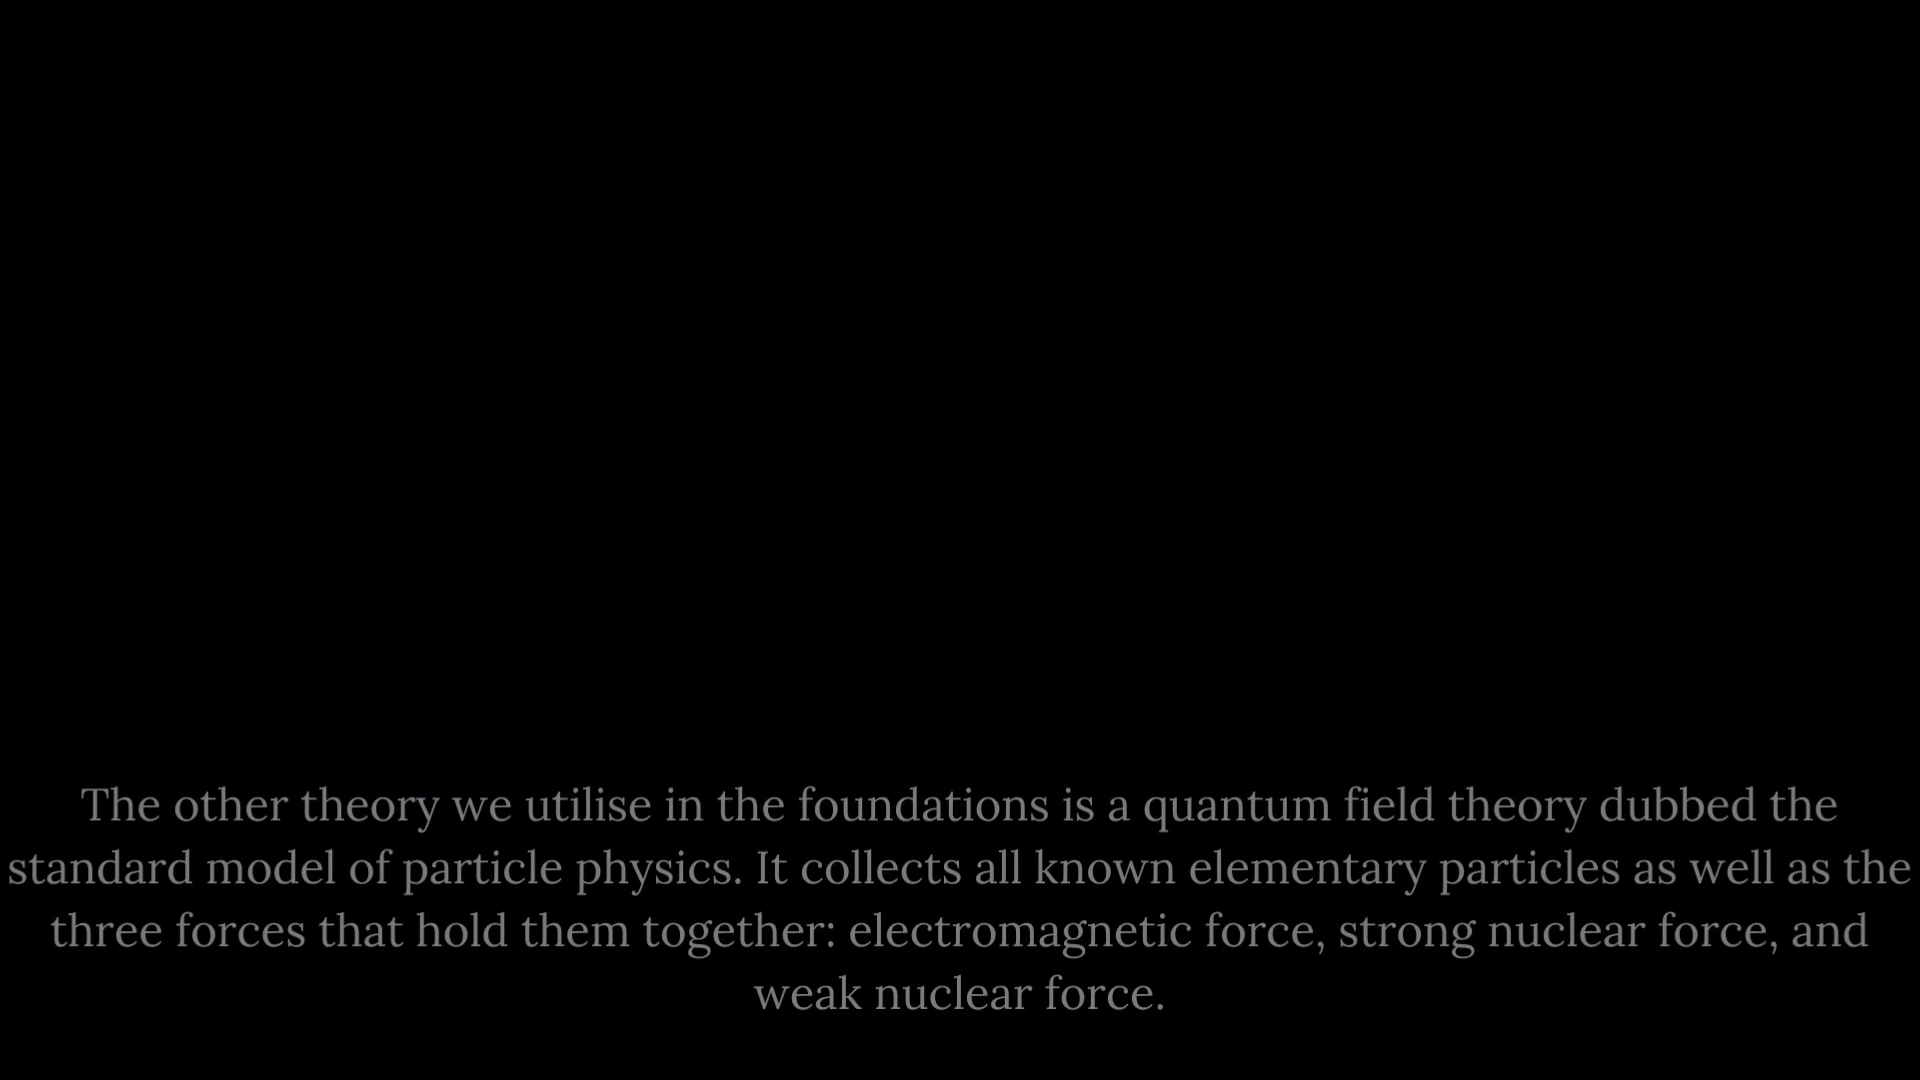 The other theory we utilise in the foundations is a quantum field theory dubbed the
standard model of particle physics. It collects all known elementary particles as well as the
three forces that hold them together: electromagnetic force, strong nuclear force, and
weak nuclear force.